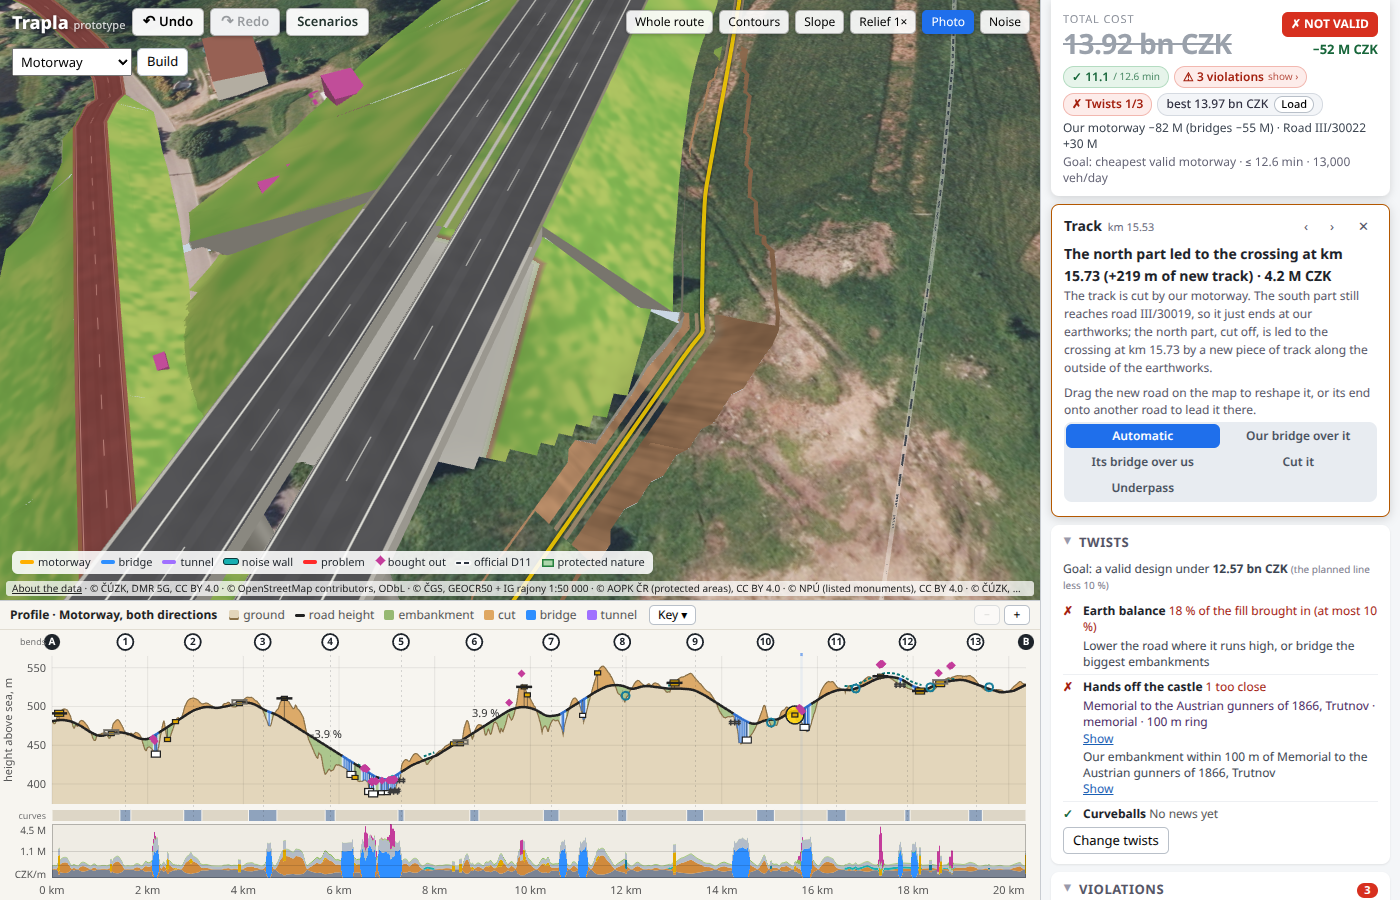 Trapla prototype
↶ Undo
↷ Redo
Scenarios
Whole route
Contours
Slope
Relief 1×
Photo
Noise
Motorway
Build
motorway
bridge
tunnel
noise wall
problem
bought out
official D11
protected nature
About the data · © ČÚZK, DMR 5G, CC BY 4.0 · © OpenStreetMap contributors, ODbL · © ČGS, GEOCR50 + IG rajony 1:50 000 · © AOPK ČR (protected areas), CC BY 4.0 · © NPÚ (listed monuments), CC BY 4.0 · © ČÚZK, ...
Profile · Motorway, both directions
ground
road height
embankment
cut
bridge
tunnel
Key ▾
−
+
bends
A 1 2 3 4 5 6 7 8 9 10 11 12 13 B
height above sea, m
550
500
450
400
3.9 %
3.9 %
curves
4.5 M
1.1 M
CZK/m
0 km 2 km 4 km 6 km 8 km 10 km 12 km 14 km 16 km 18 km 20 km
TOTAL COST
✗ NOT VALID
13.92 bn CZK
−52 M CZK
✓ 11.1 / 12.6 min
⚠ 3 violations show ›
✗ Twists 1/3
best 13.97 bn CZK Load
Our motorway −82 M (bridges −55 M) · Road III/30022
+30 M
Goal: cheapest valid motorway · ≤ 12.6 min · 13,000
veh/day
Track km 15.53
‹ › ✕
The north part led to the crossing at km
15.73 (+219 m of new track) · 4.2 M CZK
The track is cut by our motorway. The south part still
reaches road III/30019, so it just ends at our
earthworks; the north part, cut off, is led to the
crossing at km 15.73 by a new piece of track along the
outside of the earthworks.
Drag the new road on the map to reshape it, or its end
onto another road to lead it there.
Automatic
Our bridge over it
Its bridge over us
Cut it
Underpass
▼ TWISTS
Goal: a valid design under 12.57 bn CZK (the planned line
less 10 %)
✗ Earth balance 18 % of the fill brought in (at most 10
%)
Lower the road where it runs high, or bridge the
biggest embankments
✗ Hands off the castle 1 too close
Memorial to the Austrian gunners of 1866, Trutnov ·
memorial · 100 m ring
Show
Our embankment within 100 m of Memorial to the
Austrian gunners of 1866, Trutnov
Show
✓ Curveballs No news yet
Change twists
▼ VIOLATIONS
3